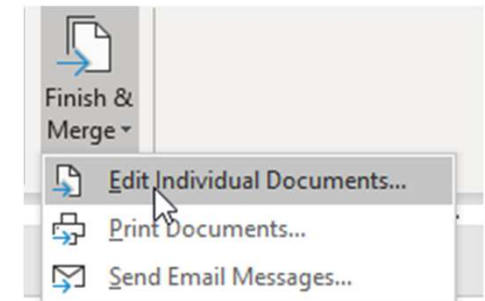 Finish &
Merge
Edit Individual Documents...
Print Documents...
Send Email Messages...